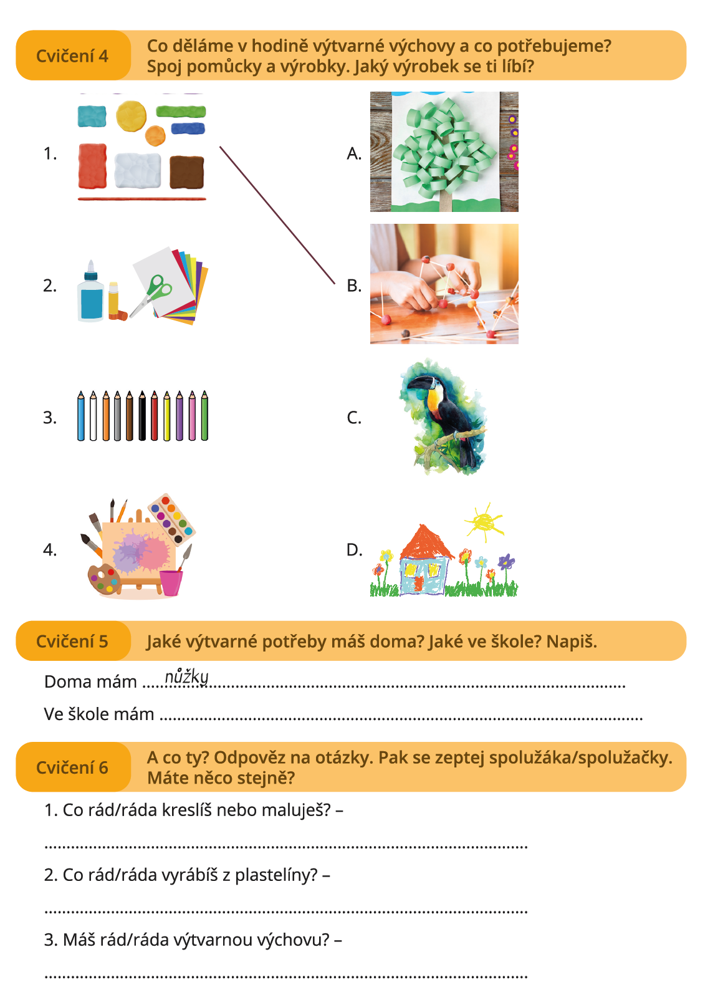 Cvičení 4
Co děláme v hodině výtvarné výchovy a co potřebujeme?
Spoj pomůcky a výrobky. Jaký výrobek se ti líbí?
1.
A.
2.
B.
3.
C.
4.
D.
Cvičení 5
Jaké výtvarné potřeby máš doma? Jaké ve škole? Napiš.
Doma mám ......nůžky......................................................................................................
Ve škole mám .............................................................................................................
Cvičení 6
A co ty? Odpověz na otázky. Pak se zeptej spolužáka/spolužačky.
Máte něco stejně?
1. Co rád/ráda kreslíš nebo maluješ? –
.............................................................................................................
2. Co rád/ráda vyrábíš z plastelíny? –
.............................................................................................................
3. Máš rád/ráda výtvarnou výchovu? –
.............................................................................................................